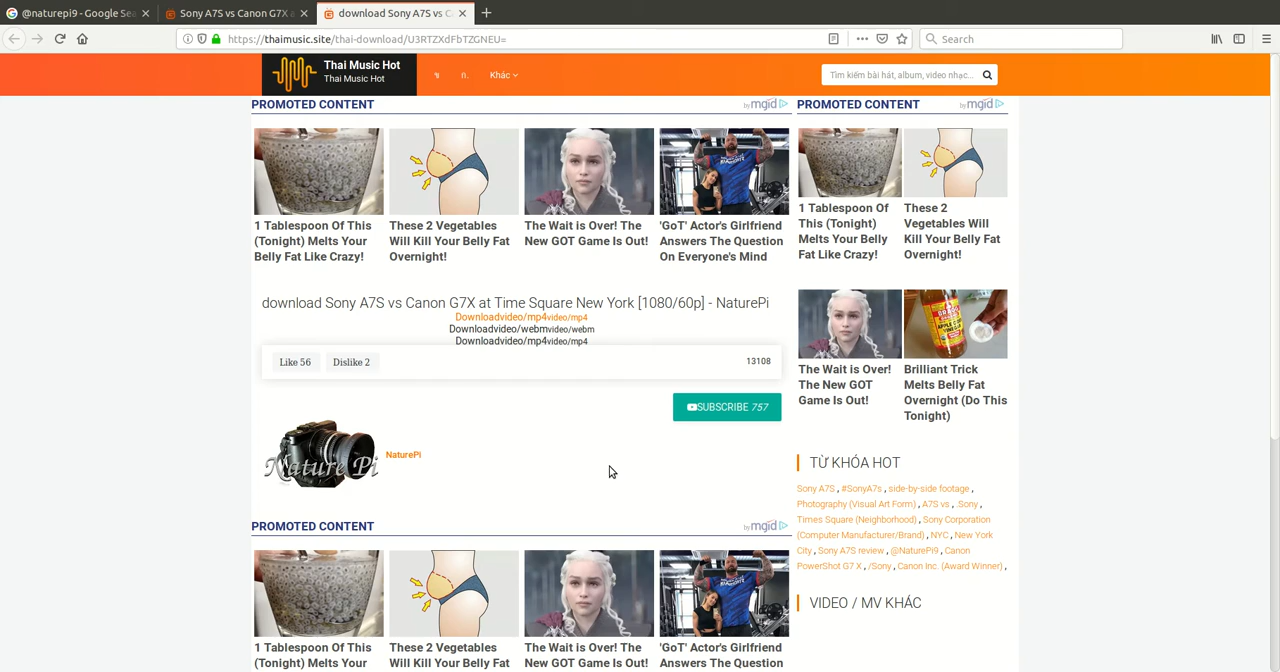 @naturepi9 - Google Sea
Sony A7S vs Canon G7X a
download Sony A7S vs C
https://thaimusic.site/thai-download/U3RTZXdFbTZGNEU=
Search
Thai Music Hot
Thai Music Hot
ช
ก.
Khác
Tìm kiếm bài hát, album, video nhạc...
PROMOTED CONTENT
by mgid
PROMOTED CONTENT
by mgid
1 Tablespoon Of This
(Tonight) Melts Your
Belly Fat Like Crazy!
These 2 Vegetables
Will Kill Your Belly Fat
Overnight!
The Wait is Over! The
New GOT Game Is Out!
'GoT' Actor's Girlfriend
Answers The Question
On Everyone's Mind
1 Tablespoon Of
This (Tonight)
Melts Your Belly
Fat Like Crazy!
These 2
Vegetables Will
Kill Your Belly Fat
Overnight!
download Sony A7S vs Canon G7X at Time Square New York [1080/60p] - NaturePi
Downloadvideo/mp4video/mp4
Downloadvideo/webmvideo/webm
Downloadvideo/mp4video/mp4
Like 56
Dislike 2
13108
SUBSCRIBE 757
Nature Pi
NaturePi
BRAGG
APPLE CIDER
VINEGAR
The Wait is Over!
The New GOT
Game Is Out!
Brilliant Trick
Melts Belly Fat
Overnight (Do This
Tonight)
TỪ KHÓA HOT
Sony A7S , #SonyA7s , side-by-side footage ,
Photography (Visual Art Form) , A7S vs , .Sony ,
Times Square (Neighborhood) , Sony Corporation
(Computer Manufacturer/Brand) , NYC , New York
City , Sony A7S review , @NaturePi9 , Canon
PowerShot G7 X , /Sony , Canon Inc. (Award Winner) ,
VIDEO / MV KHÁC
PROMOTED CONTENT
by mgid
1 Tablespoon Of This
(Tonight) Melts Your
These 2 Vegetables
Will Kill Your Belly Fat
The Wait is Over! The
New GOT Game Is Out!
'GoT' Actor's Girlfriend
Answers The Question